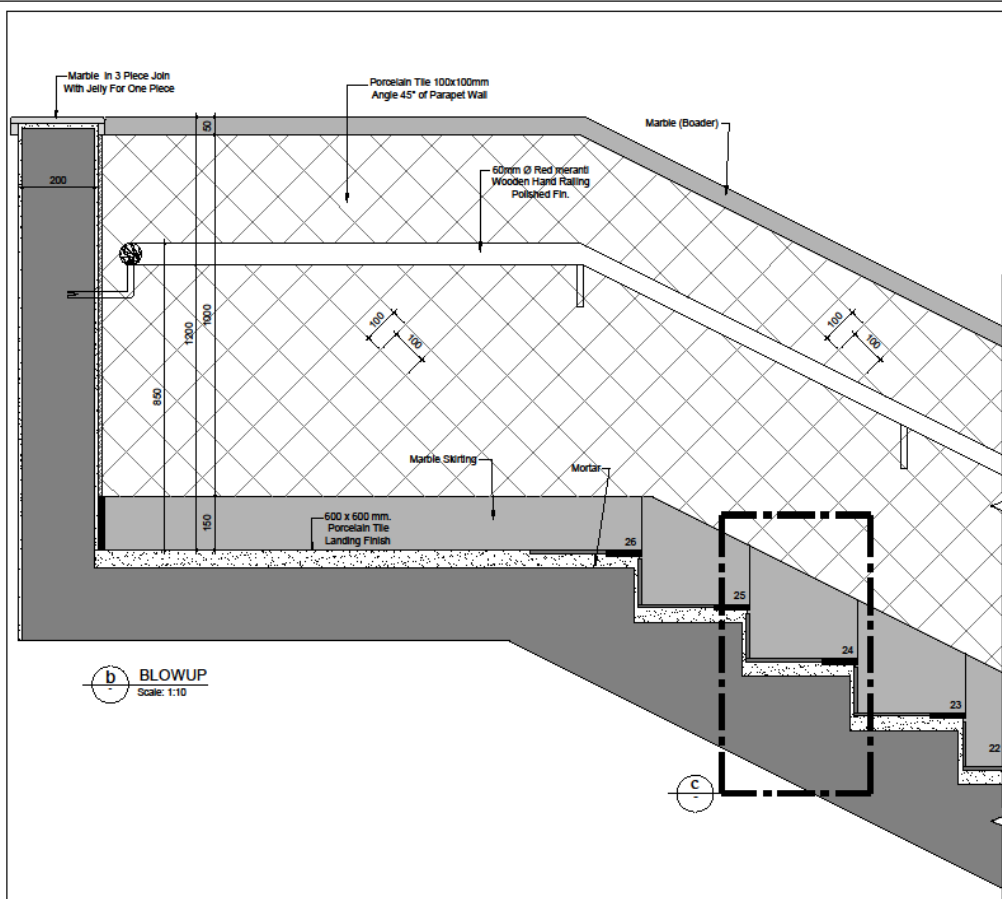 Marble In 3 Piece Join
With Jelly For One Piece
Porcelain Tile 100x100mm
Angle 45° of Parapet Wall
Marble (Boader)
50
200
60mm Ø Red meranti
Wooden Hand Railing
Polished Fin.
100
100
100
100
1200
1000
850
Marble Skirting
Mortar
150
600 x 600 mm.
Porcelain Tile
Landing Finish
26
25
24
23
22
b
-
BLOWUP
Scale: 1:10
c
-